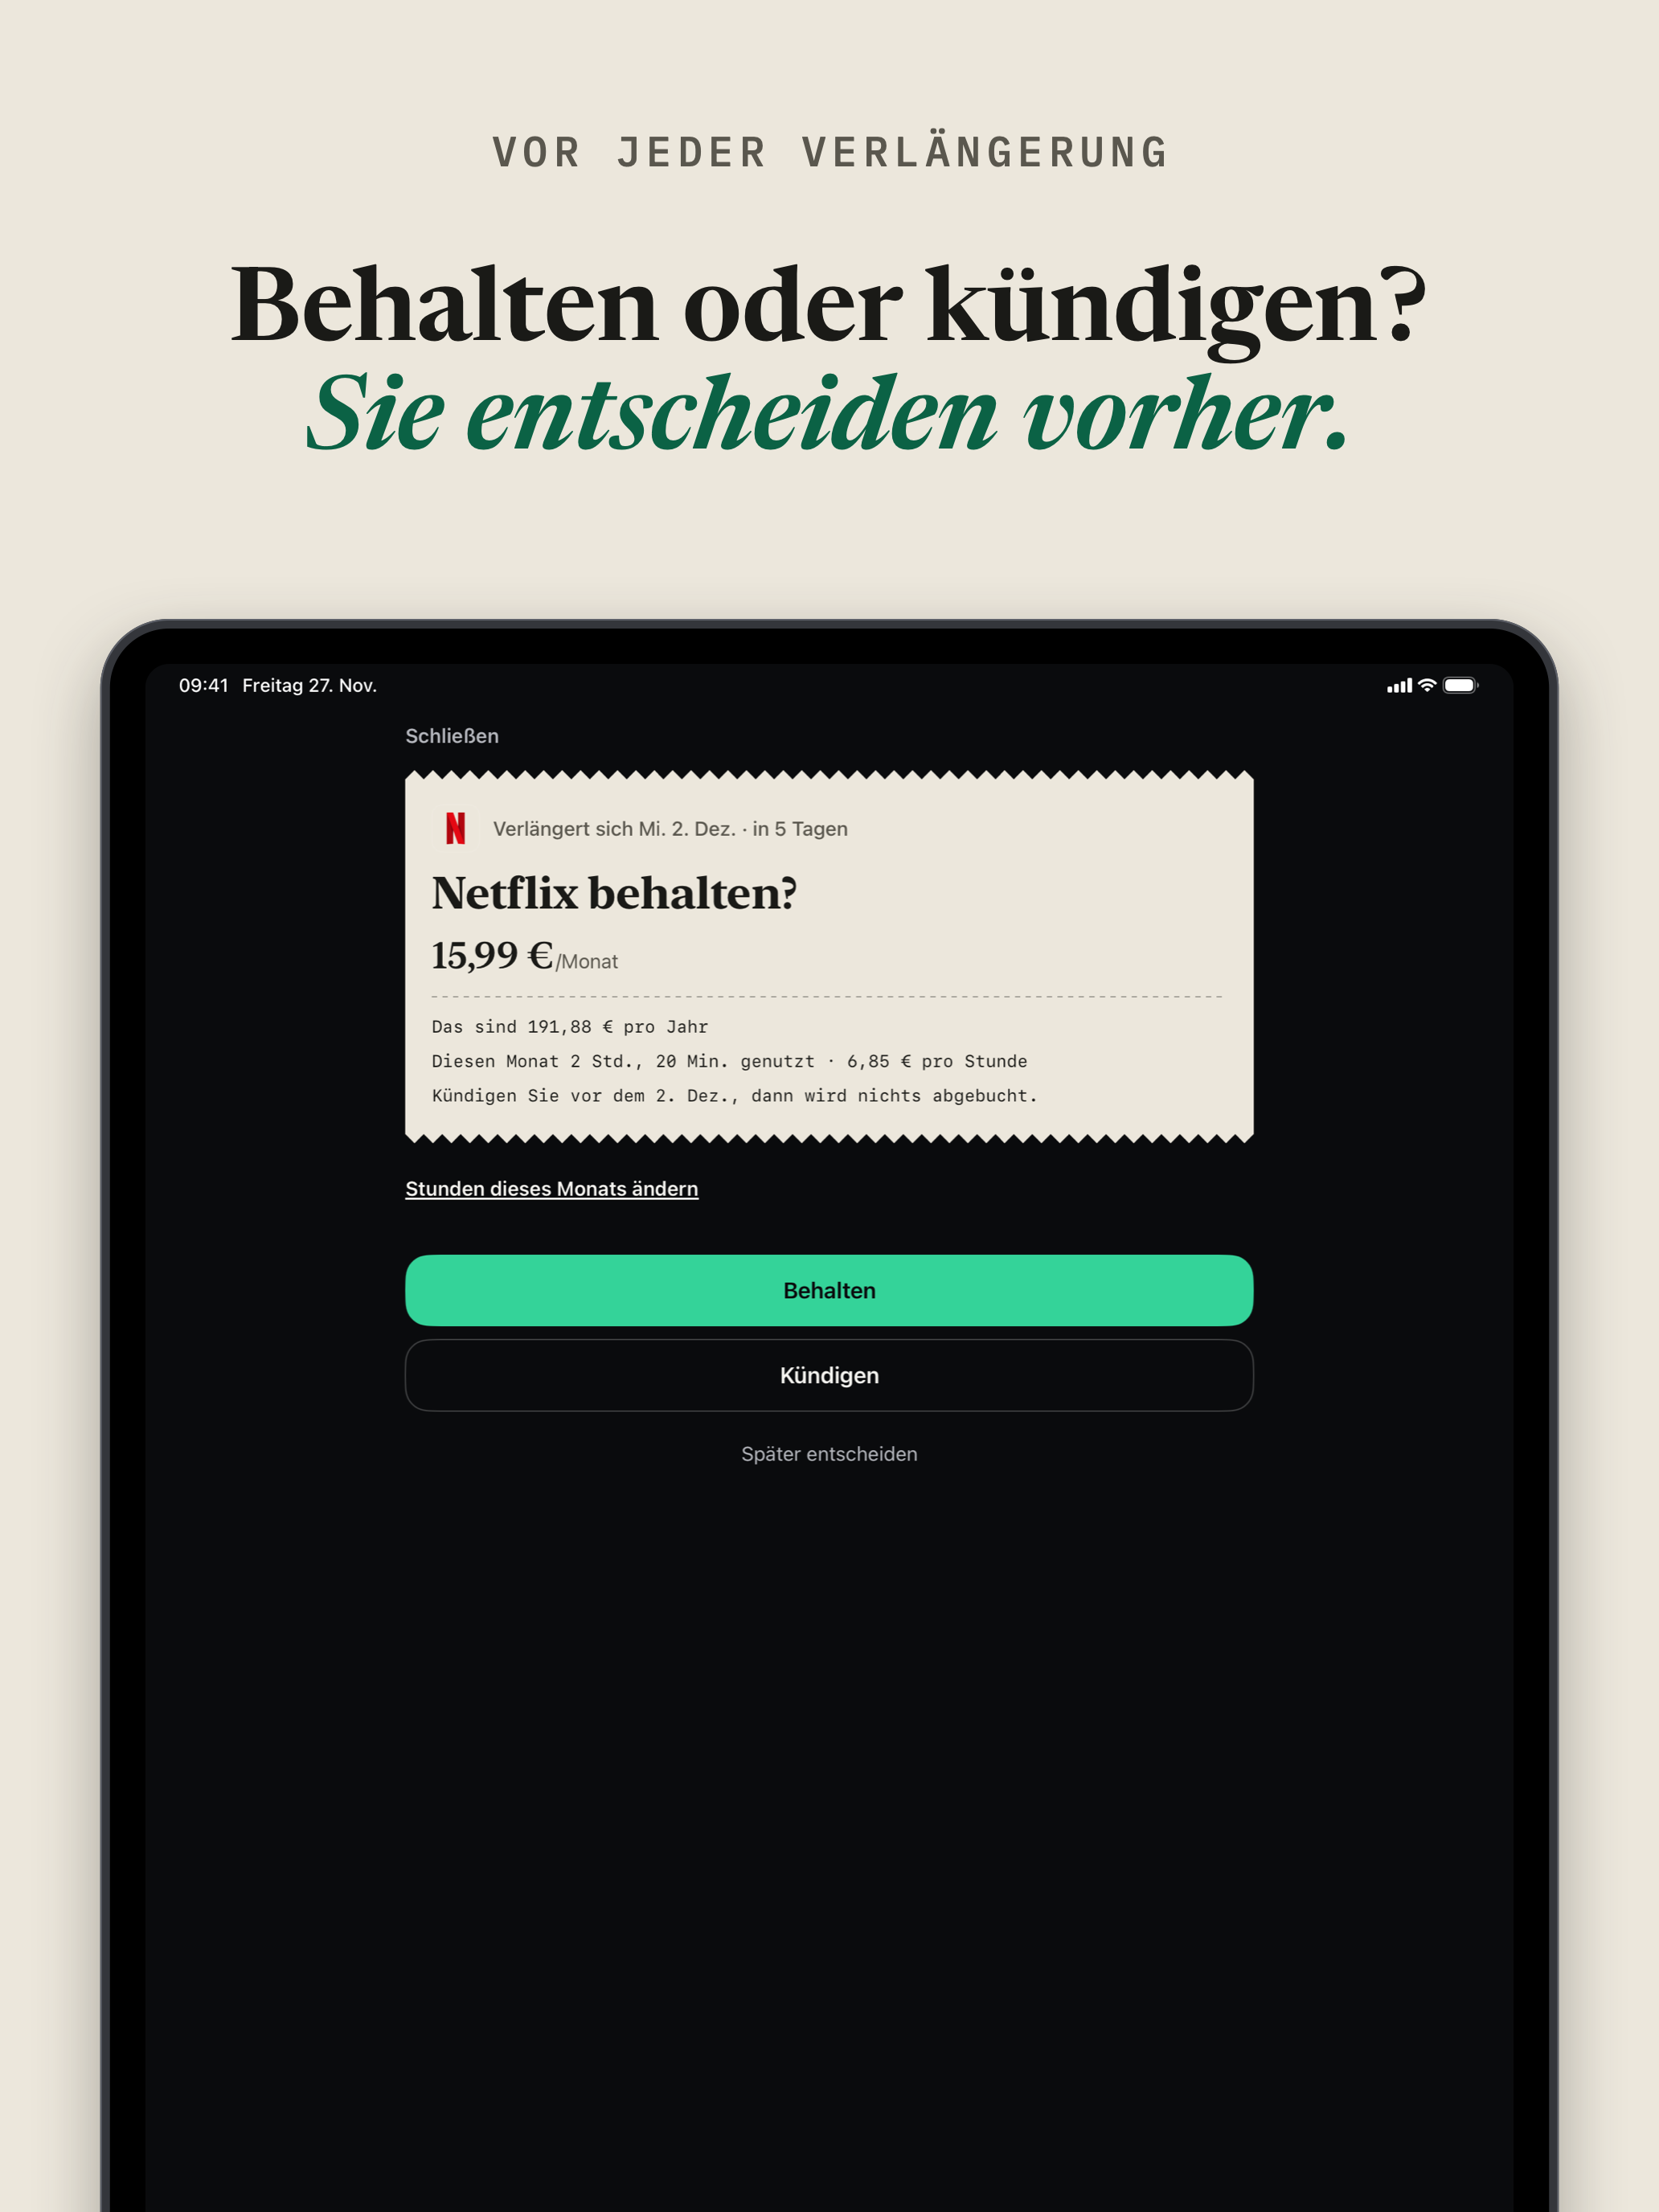 VOR JEDER VERLÄNGERUNG
Behalten oder kündigen?
Sie entscheiden vorher.
09:41 Freitag 27. Nov.
Schließen
N
Verlängert sich Mi. 2. Dez. · in 5 Tagen
Netflix behalten?
15,99 €/Monat
Das sind 191,88 € pro Jahr
Diesen Monat 2 Std., 20 Min. genutzt · 6,85 € pro Stunde
Kündigen Sie vor dem 2. Dez., dann wird nichts abgebucht.
Stunden dieses Monats ändern
Behalten
Kündigen
Später entscheiden